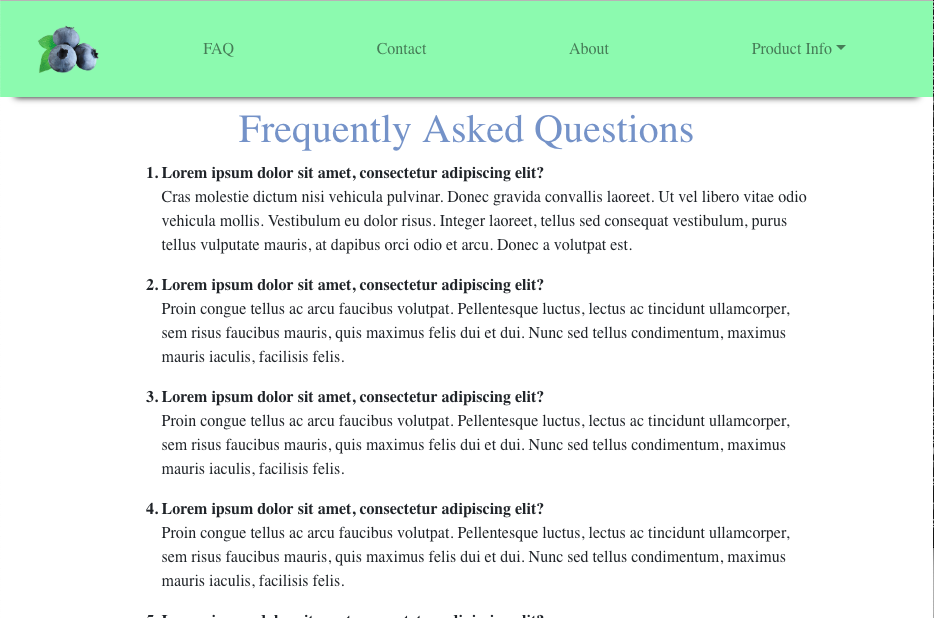 FAQ Contact About Product Info
Frequently Asked Questions
1. Lorem ipsum dolor sit amet, consectetur adipiscing elit?
Cras molestie dictum nisi vehicula pulvinar. Donec gravida convallis laoreet. Ut vel libero vitae odio
vehicula mollis. Vestibulum eu dolor risus. Integer laoreet, tellus sed consequat vestibulum, purus
tellus vulputate mauris, at dapibus orci odio et arcu. Donec a volutpat est.
2. Lorem ipsum dolor sit amet, consectetur adipiscing elit?
Proin congue tellus ac arcu faucibus volutpat. Pellentesque luctus, lectus ac tincidunt ullamcorper,
sem risus faucibus mauris, quis maximus felis dui et dui. Nunc sed tellus condimentum, maximus
mauris iaculis, facilisis felis.
3. Lorem ipsum dolor sit amet, consectetur adipiscing elit?
Proin congue tellus ac arcu faucibus volutpat. Pellentesque luctus, lectus ac tincidunt ullamcorper,
sem risus faucibus mauris, quis maximus felis dui et dui. Nunc sed tellus condimentum, maximus
mauris iaculis, facilisis felis.
4. Lorem ipsum dolor sit amet, consectetur adipiscing elit?
Proin congue tellus ac arcu faucibus volutpat. Pellentesque luctus, lectus ac tincidunt ullamcorper,
sem risus faucibus mauris, quis maximus felis dui et dui. Nunc sed tellus condimentum, maximus
mauris iaculis, facilisis felis.